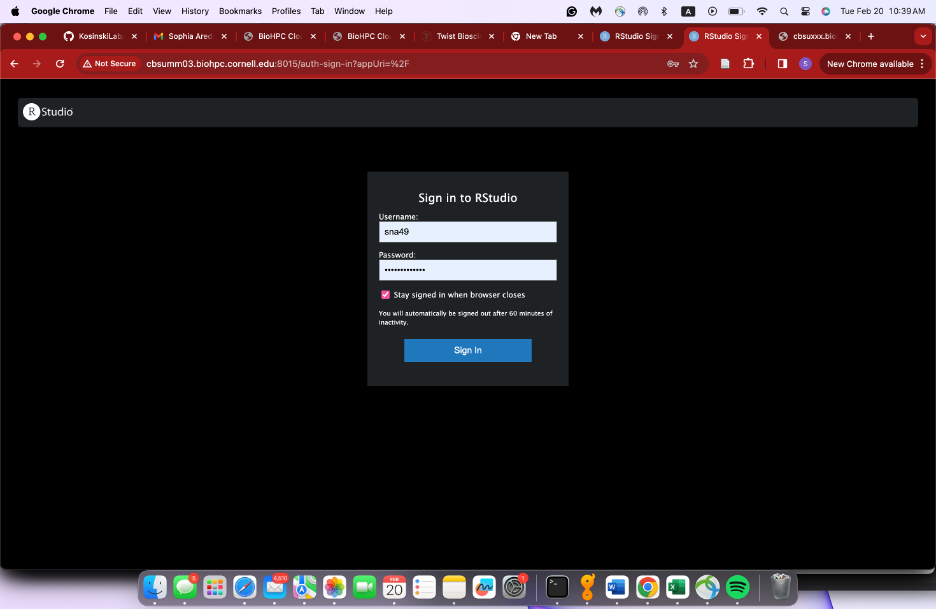 Google Chrome File Edit View History Bookmarks Profiles Tab Window Help A Tue Feb 20 10:39 AM
KosinskiLab/ Sophia Ared BioHPC Clou BioHPC Clou Twist Biosci New Tab RStudio Sig RStudio Sig cbsuxxx.bio
Not Secure cbsumm03.biohpc.cornell.edu:8015/auth-sign-in?appUri=%2F S New Chrome available
R Studio
Sign in to RStudio
Username:
sna49
Password:
•••••••••••••
Stay signed in when browser closes
You will automatically be signed out after 60 minutes of
inactivity.
Sign In
6,510
FEB
20
1
W
X